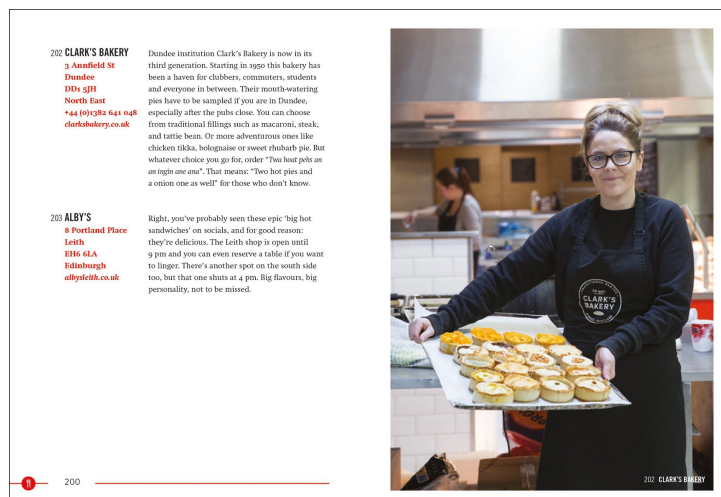 202 CLARK'S BAKERY
3 Annfield St
Dundee
DD1 5JH
North East
+44 (0)1382 641 048
clarksbakery.co.uk
Dundee institution Clark's Bakery is now in its
third generation. Starting in 1950 this bakery has
been a haven for clubbers, commuters, students
and everyone in between. Their mouth-watering
pies have to be sampled if you are in Dundee,
especially after the pubs close. You can choose
from traditional fillings such as macaroni, steak,
and tattie bean. Or more adventurous ones like
chicken tikka, bolognaise or sweet rhubarb pie. But
whatever choice you go for, order "Twa hoat pehs an
an ingin ane ana". That means: "Two hot pies and
a onion one as well" for those who don't know.
203 ALBY'S
8 Portland Place
Leith
EH6 6LA
Edinburgh
albysleith.co.uk
Right, you've probably seen these epic 'big hot
sandwiches' on socials, and for good reason:
they're delicious. The Leith shop is open until
9 pm and you can even reserve a table if you want
to linger. There's another spot on the south side
too, but that one shuts at 4 pm. Big flavours, big
personality, not to be missed.
200
CLARK'S
BAKERY
202 CLARK'S BAKERY